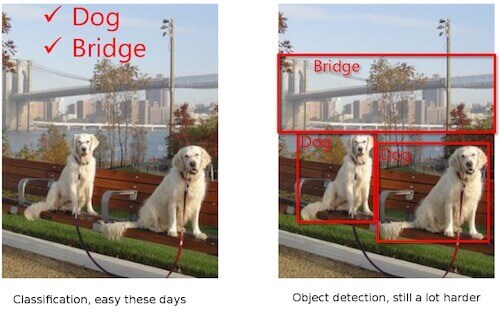 ✓ Dog
✓ Bridge
Classification, easy these days
Bridge
Dog
Dog
Object detection, still a lot harder